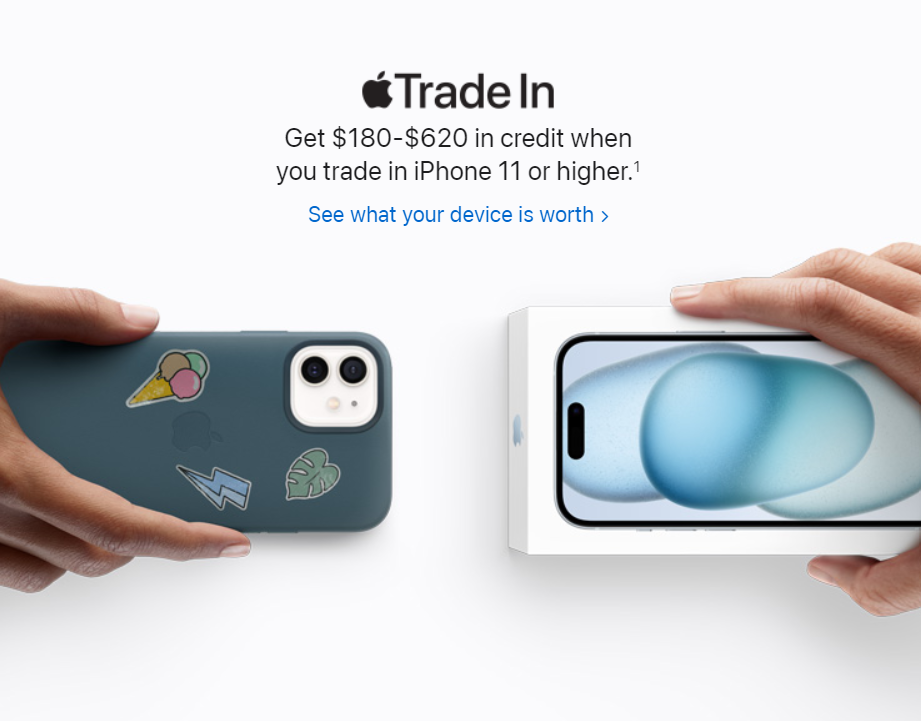 Trade In
Get $180-$620 in credit when
you trade in iPhone 11 or higher.¹
See what your device is worth >